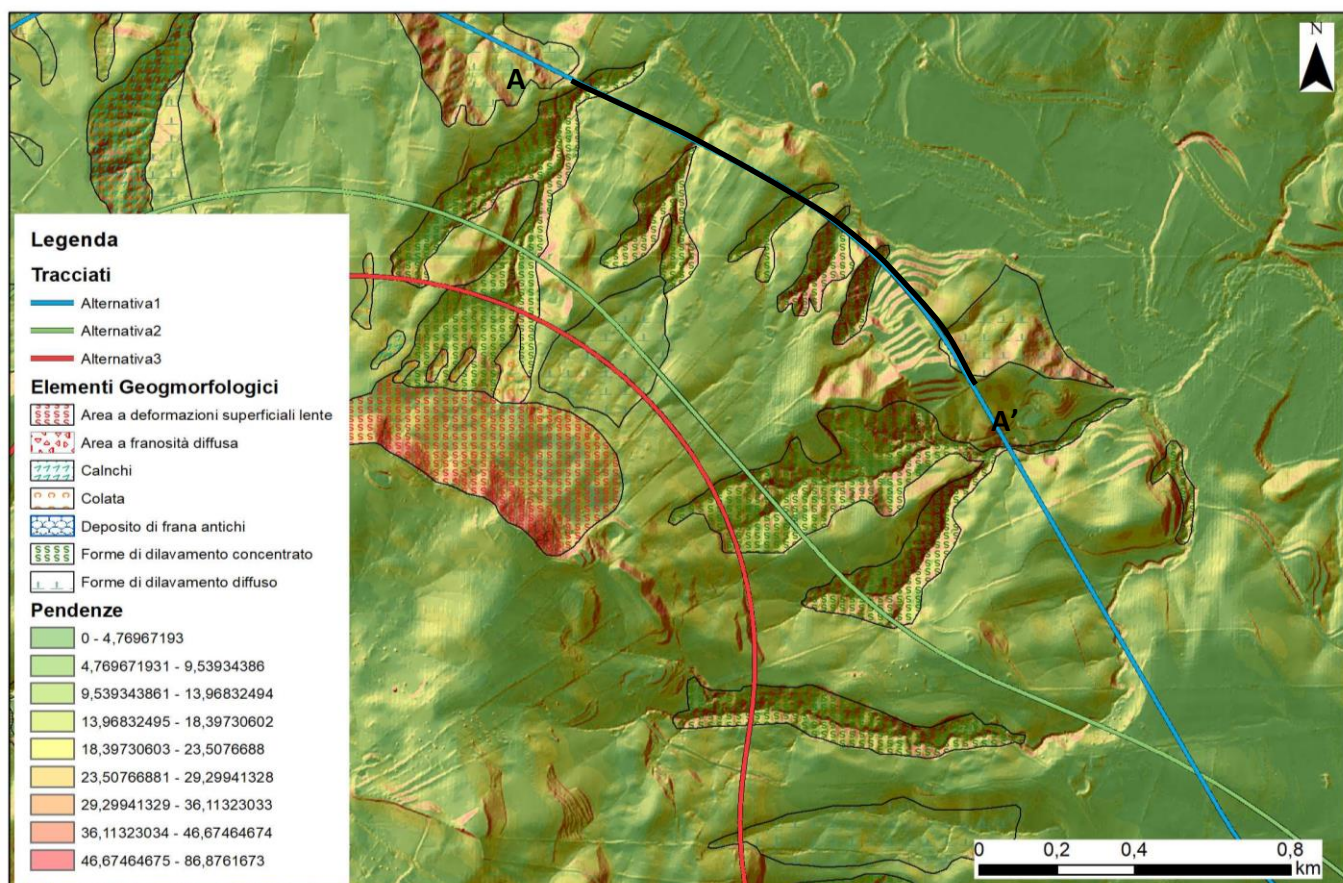 N
A
A'
Legenda
Tracciati
Alternativa1
Alternativa2
Alternativa3
Elementi Geogmorfologici
Area a deformazioni superficiali lente
Area a franosità diffusa
Calnchi
Colata
Deposito di frana antichi
Forme di dilavamento concentrato
Forme di dilavamento diffuso
Pendenze
0 - 4,76967193
4,769671931 - 9,53934386
9,539343861 - 13,96832494
13,96832495 - 18,39730602
18,39730603 - 23,5076688
23,50766881 - 29,29941328
29,29941329 - 36,11323033
36,11323034 - 46,67464674
46,67464675 - 86,8761673
0 0,2 0,4 0,8
km